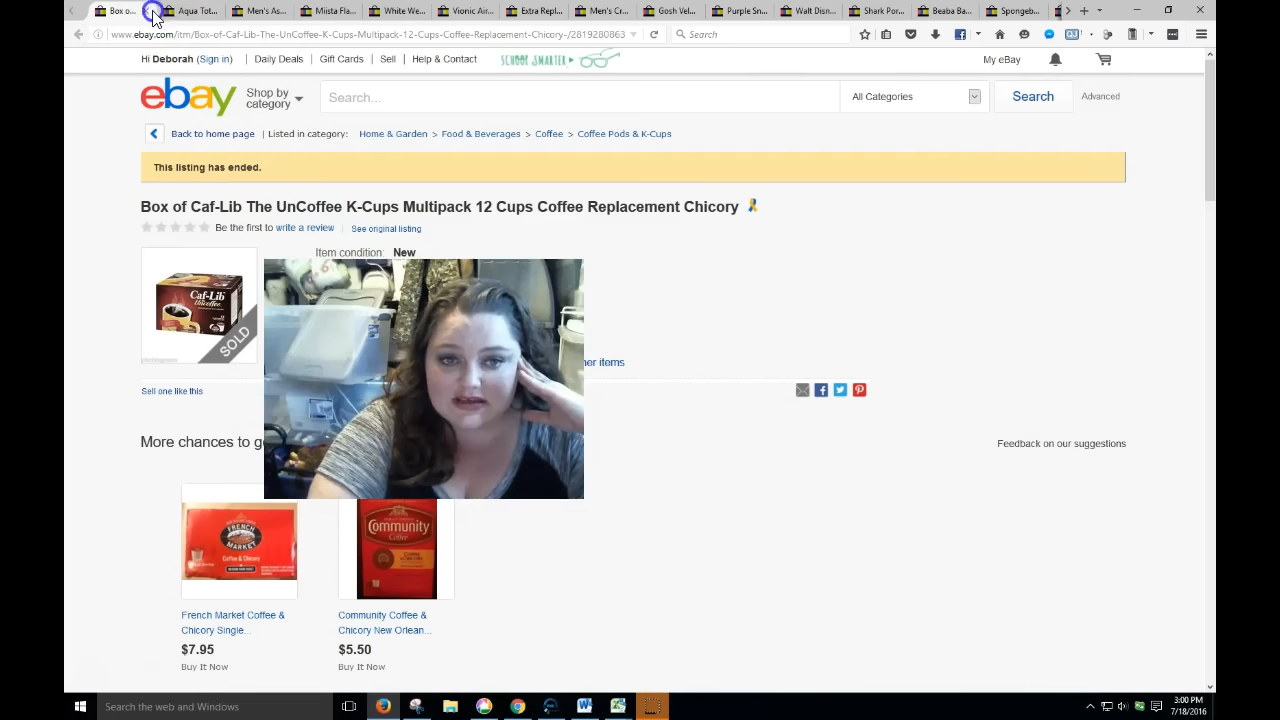 Box o...
Aqua Tot...
Men's As...
Miista Fla...
White We...
Vionic Air...
Extra Repl...
Men's Cr...
Gosh Vel...
Purple Sn...
Walt Disn...
Shark Por...
Beaba Ba...
Spongeb...
www.ebay.com/itm/Box-of-Caf-Lib-The-UnCoffee-K-Cups-Multipack-12-Cups-Coffee-Replacement-Chicory-/2819280863
Search
Hi Deborah (Sign in)
Daily Deals
Gift Cards
Sell
Help & Contact
SCHOOL SMARTER
My eBay
ebay
Shop by category
Search...
All Categories
Search
Advanced
Back to home page | Listed in category: Home & Garden > Food & Beverages > Coffee > Coffee Pods & K-Cups
This listing has ended.
Box of Caf-Lib The UnCoffee K-Cups Multipack 12 Cups Coffee Replacement Chicory
Be the first to write a review | See original listing
Item condition: New
Caf-Lib
Uncoffee
SOLD
her items
Sell one like this
More chances to g
Feedback on our suggestions
FRENCH MARKET
Coffee & Chicory
Community
Coffee
French Market Coffee &
Chicory Single...
$7.95
Buy It Now
Community Coffee &
Chicory New Orlean...
$5.50
Buy It Now
Search the web and Windows
3:00 PM
7/18/2016